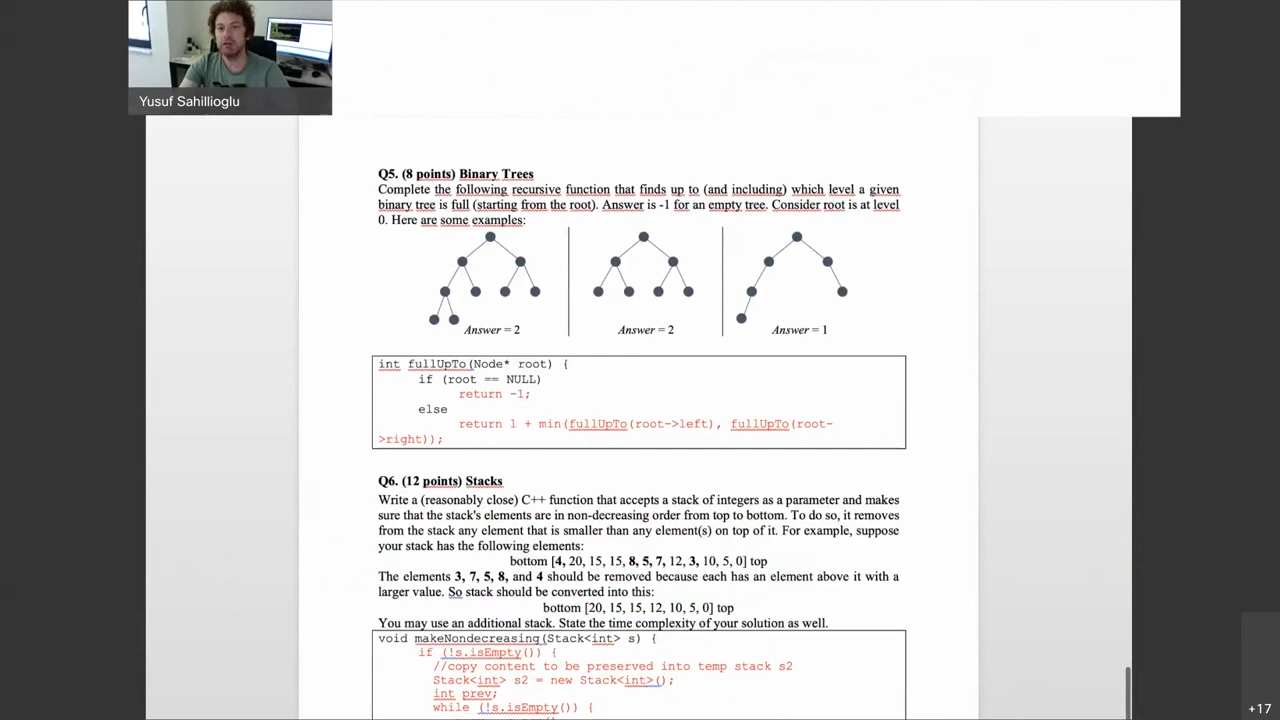 Yusuf Sahillioglu
Q5. (8 points) Binary Trees
Complete the following recursive function that finds up to (and including) which level a given
binary tree is full (starting from the root). Answer is -1 for an empty tree. Consider root is at level
0. Here are some examples:
Answer = 2
Answer = 2
Answer = 1
int fullUpTo(Node* root) {
if (root == NULL)
return -1;
else
return 1 + min(fullUpTo(root->left), fullUpTo(root-
>right));
Q6. (12 points) Stacks
Write a (reasonably close) C++ function that accepts a stack of integers as a parameter and makes
sure that the stack's elements are in non-decreasing order from top to bottom. To do so, it removes
from the stack any element that is smaller than any element(s) on top of it. For example, suppose
your stack has the following elements:
bottom [4, 20, 15, 15, 8, 5, 7, 12, 3, 10, 5, 0] top
The elements 3, 7, 5, 8, and 4 should be removed because each has an element above it with a
larger value. So stack should be converted into this:
bottom [20, 15, 15, 12, 10, 5, 0] top
You may use an additional stack. State the time complexity of your solution as well.
void makeNondecreasing(Stack<int> s) {
if (!s.isEmpty()) {
//copy content to be preserved into temp stack s2
Stack<int> s2 = new Stack<int>();
int prev;
while (!s.isEmpty()) {
+17